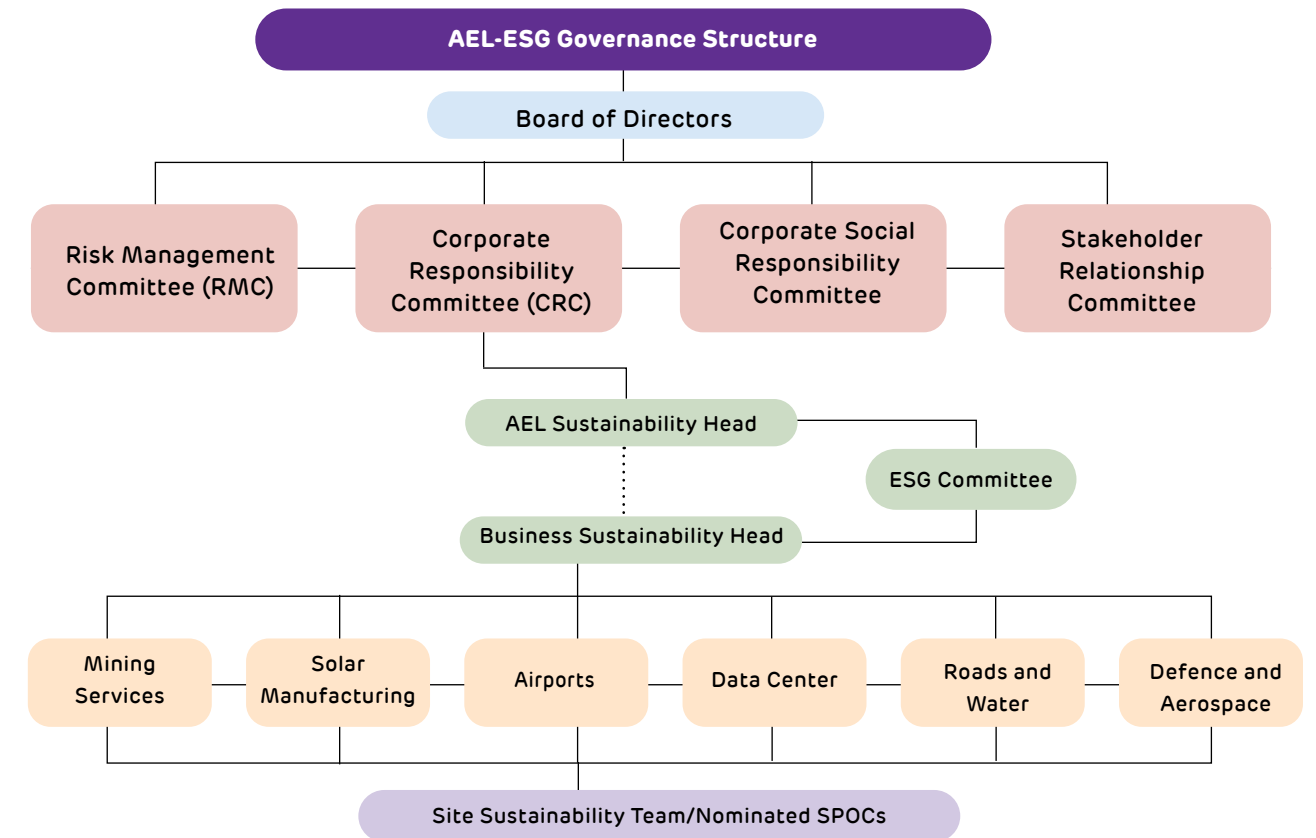 AEL-ESG Governance Structure
Board of Directors
Risk Management
Committee (RMC)
Corporate
Responsibility
Committee (CRC)
Corporate Social
Responsibility
Committee
Stakeholder
Relationship
Committee
AEL Sustainability Head
ESG Committee
Business Sustainability Head
Mining
Services
Solar
Manufacturing
Airports
Data Center
Roads and
Water
Defence and
Aerospace
Site Sustainability Team/Nominated SPOCs